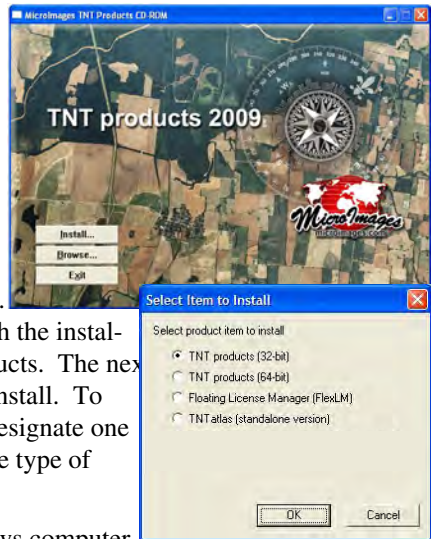 MicroImages TNT Products CD-ROM
TNT products 2009
MicroImages
microimages.com
Install...
Browse...
Exit
Select Item to Install
Select product item to install
TNT products (32-bit)
TNT products (64-bit)
Floating License Manager (FlexLM)
TNTatlas (standalone version)
OK
Cancel
h the instal-
ucts. The nex
nstall. To
esignate one
e type of
ws computer